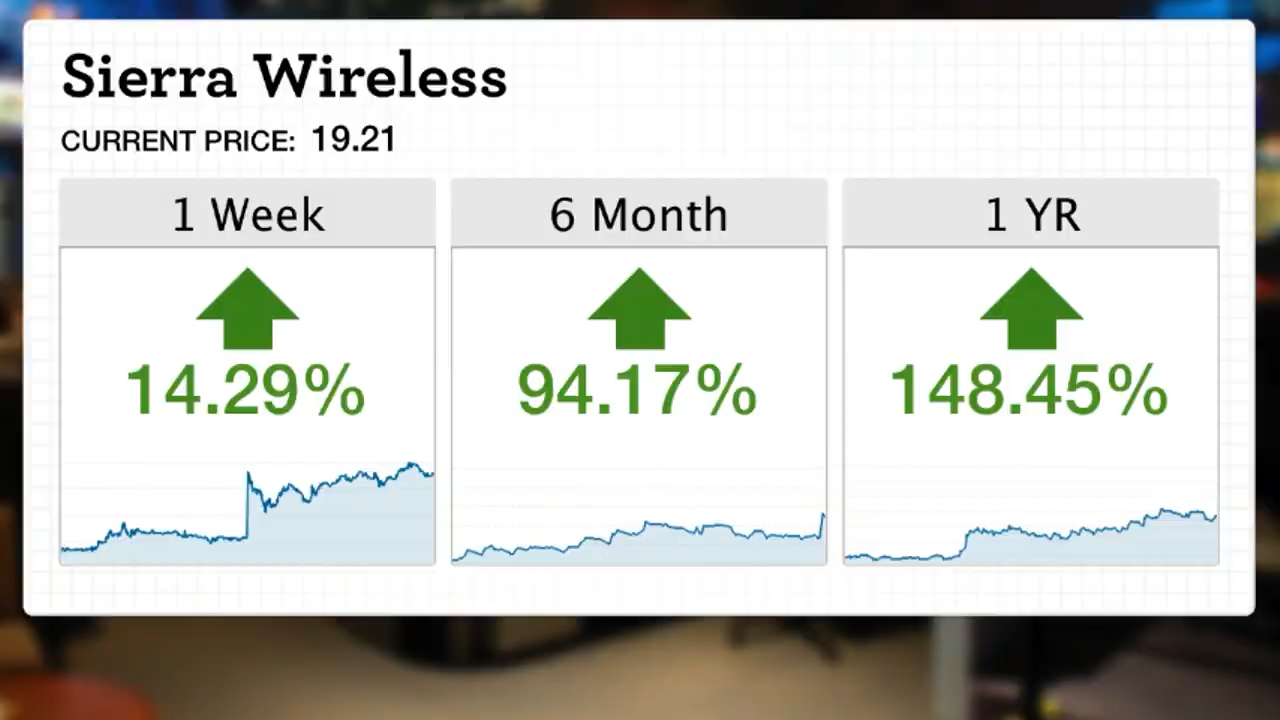 Sierra Wireless
CURRENT PRICE: 19.21
1 Week
6 Month
1 YR
14.29%
94.17%
148.45%